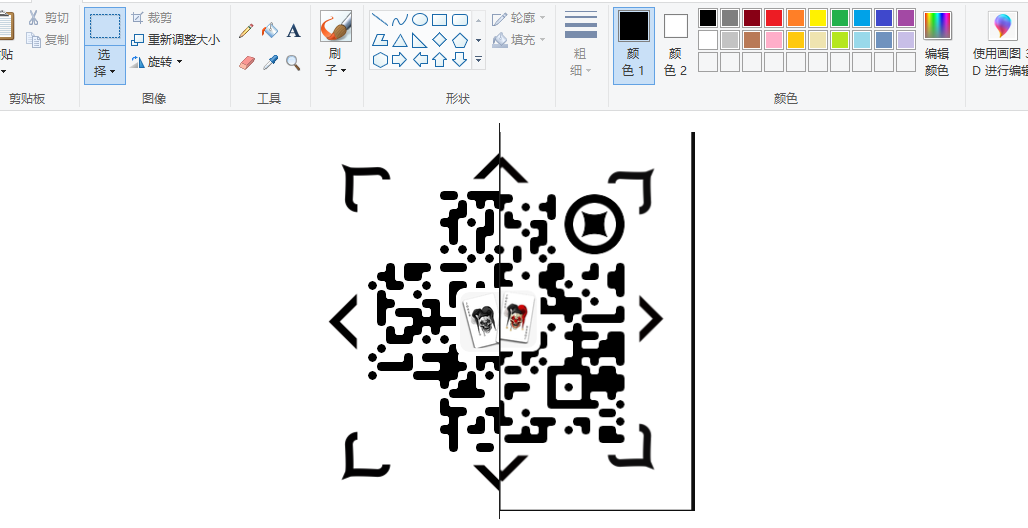 剪切
复制
贴
剪贴板
选
择
裁剪
重新调整大小
旋转
图像
A
工具
刷
子
轮廓
填充
形状
粗
细
颜
色 1
颜
色 2
编辑
颜色
颜色
使用画图 3
D 进行编辑